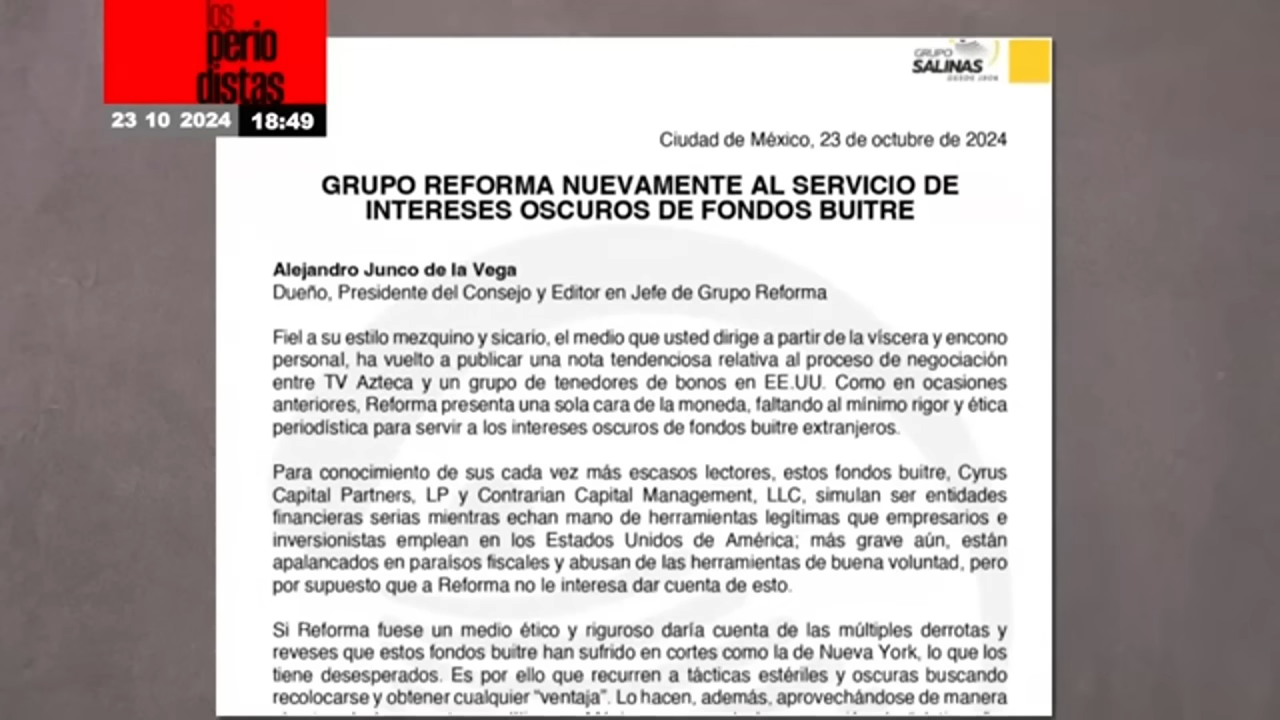 los
perio
distas
23 10 2024 18:49
GRUPO
SALINAS
Ciudad de México, 23 de octubre de 2024
GRUPO REFORMA NUEVAMENTE AL SERVICIO DE
INTERESES OSCUROS DE FONDOS BUITRE
Alejandro Junco de la Vega
Dueño, Presidente del Consejo y Editor en Jefe de Grupo Reforma
Fiel a su estilo mezquino y sicario, el medio que usted dirige a partir de la víscera y encono
personal, ha vuelto a publicar una nota tendenciosa relativa al proceso de negociación
entre TV Azteca y un grupo de tenedores de bonos en EE.UU. Como en ocasiones
anteriores, Reforma presenta una sola cara de la moneda, faltando al mínimo rigor y ética
periodística para servir a los intereses oscuros de fondos buitre extranjeros.
Para conocimiento de sus cada vez más escasos lectores, estos fondos buitre, Cyrus
Capital Partners, LP y Contrarian Capital Management, LLC, simulan ser entidades
financieras serias mientras echan mano de herramientas legítimas que empresarios e
inversionistas emplean en los Estados Unidos de América; más grave aún, están
apalancados en paraísos fiscales y abusan de las herramientas de buena voluntad, pero
por supuesto que a Reforma no le interesa dar cuenta de esto.
Si Reforma fuese un medio ético y riguroso daría cuenta de las múltiples derrotas y
reveses que estos fondos buitre han sufrido en cortes como la de Nueva York, lo que los
tiene desesperados. Es por ello que recurren a tácticas estériles y oscuras buscando
recolocarse y obtener cualquier “ventaja”. Lo hacen, además, aprovechándose de manera